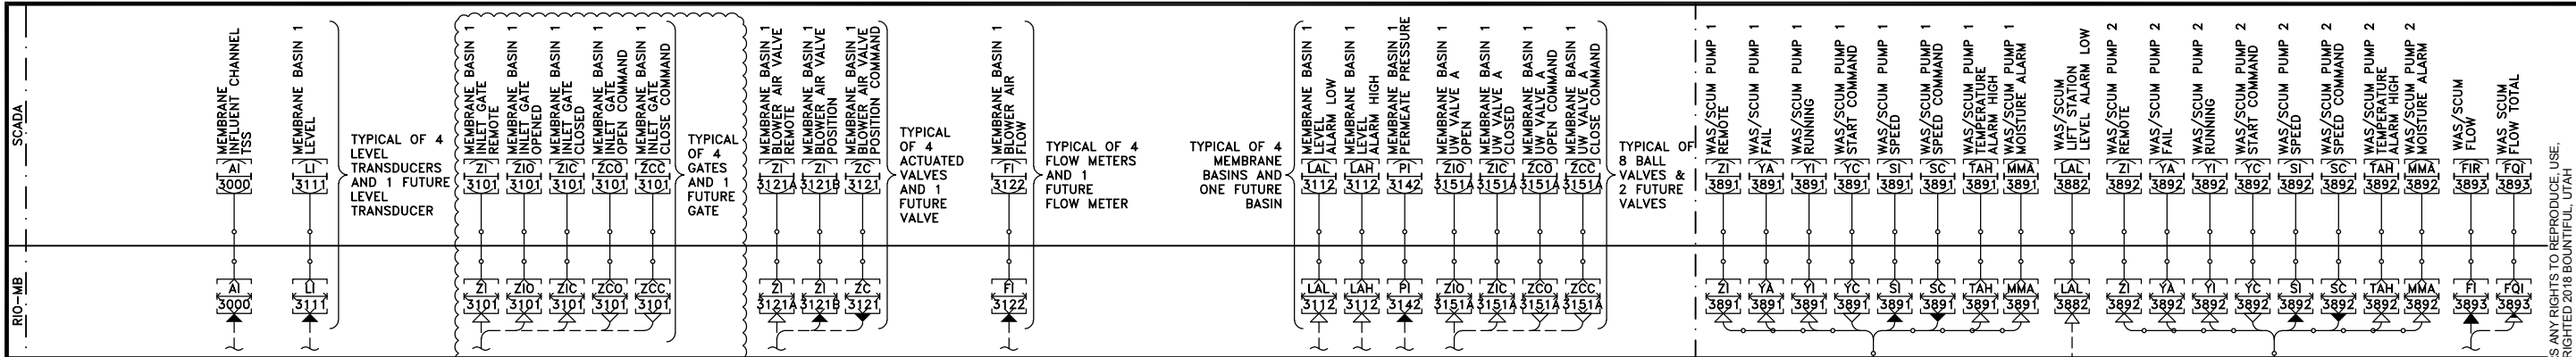 SCADA
MEMBRANE
INFLUENT CHANNEL
TSS
AI
3000
MEMBRANE BASIN 1
LEVEL
LI
3111
TYPICAL OF 4
LEVEL
TRANSDUCERS
AND 1 FUTURE
LEVEL
TRANSDUCER
MEMBRANE BASIN 1
INLET GATE
REMOTE
ZI
3101
MEMBRANE BASIN 1
INLET GATE
OPENED
ZIO
3101
MEMBRANE BASIN 1
INLET GATE
CLOSED
ZIC
3101
MEMBRANE BASIN 1
INLET GATE
OPEN COMMAND
ZCO
3101
MEMBRANE BASIN 1
INLET GATE
CLOSE COMMAND
ZCC
3101
TYPICAL
OF 4
GATES
AND 1
FUTURE
GATE
MEMBRANE BASIN 1
BLOWER AIR VALVE
REMOTE
ZI
3121A
MEMBRANE BASIN 1
BLOWER AIR VALVE
POSITION
ZI
3121B
MEMBRANE BASIN 1
BLOWER AIR VALVE
POSITION COMMAND
ZC
3121
TYPICAL
OF 4
ACTUATED
VALVES
AND 1
FUTURE
VALVE
MEMBRANE BASIN 1
BLOWER AIR
FLOW
FI
3122
TYPICAL OF 4
FLOW METERS
AND 1
FUTURE
FLOW METER
TYPICAL OF 4
MEMBRANE
BASINS AND
ONE FUTURE
BASIN
MEMBRANE BASIN 1
LEVEL
ALARM LOW
LAL
3112
MEMBRANE BASIN 1
LEVEL
ALARM HIGH
LAH
3112
MEMBRANE BASIN 1
PERMEATE PRESSURE
PI
3142
MEMBRANE BASIN 1
UW VALVE A
OPEN
ZIO
3151A
MEMBRANE BASIN 1
UW VALVE A
CLOSED
ZIC
3151A
MEMBRANE BASIN 1
UW VALVE A
OPEN COMMAND
ZCO
3151A
MEMBRANE BASIN 1
UW VALVE A
CLOSE COMMAND
ZCC
3151A
TYPICAL OF
8 BALL
VALVES &
2 FUTURE
VALVES
WAS/SCUM PUMP 1
REMOTE
ZI
3891
WAS/SCUM PUMP 1
FAIL
YA
3891
WAS/SCUM PUMP 1
RUNNING
YI
3891
WAS/SCUM PUMP 1
START COMMAND
YC
3891
WAS/SCUM PUMP 1
SPEED
SI
3891
WAS/SCUM PUMP 1
SPEED COMMAND
SC
3891
WAS/SCUM PUMP 1
TEMPERATURE
ALARM HIGH
TAH
3891
WAS/SCUM PUMP 1
MOISTURE ALARM
MMA
3891
WAS/SCUM
LIFT STATION
LEVEL ALARM LOW
LAL
3882
WAS/SCUM PUMP 2
REMOTE
ZI
3892
WAS/SCUM PUMP 2
FAIL
YA
3892
WAS/SCUM PUMP 2
RUNNING
YI
3892
WAS/SCUM PUMP 2
START COMMAND
YC
3892
WAS/SCUM PUMP 2
SPEED
SI
3892
WAS/SCUM PUMP 2
SPEED COMMAND
SC
3892
WAS/SCUM PUMP 2
TEMPERATURE
ALARM HIGH
TAH
3892
WAS/SCUM PUMP 2
MOISTURE ALARM
MMA
3892
WAS/SCUM
FLOW
FIR
3893
WAS SCUM
FLOW TOTAL
FQI
3893
RIO-MB
AI
3000
LI
3111
ZI
3101
ZIO
3101
ZIC
3101
ZCO
3101
ZCC
3101
ZI
3121A
ZI
3121B
ZC
3121
FI
3122
LAL
3112
LAH
3112
PI
3142
ZIO
3151A
ZIC
3151A
ZCO
3151A
ZCC
3151A
ZI
3891
YA
3891
YI
3891
YC
3891
SI
3891
SC
3891
TAH
3891
MMA
3891
LAL
3882
ZI
3892
YA
3892
YI
3892
YC
3892
SI
3892
SC
3892
TAH
3892
MMA
3892
FI
3893
FQI
3893
S ANY RIGHTS TO REPRODUCE, USE,
RIGHTED 2018 BOUNTIFUL, UTAH